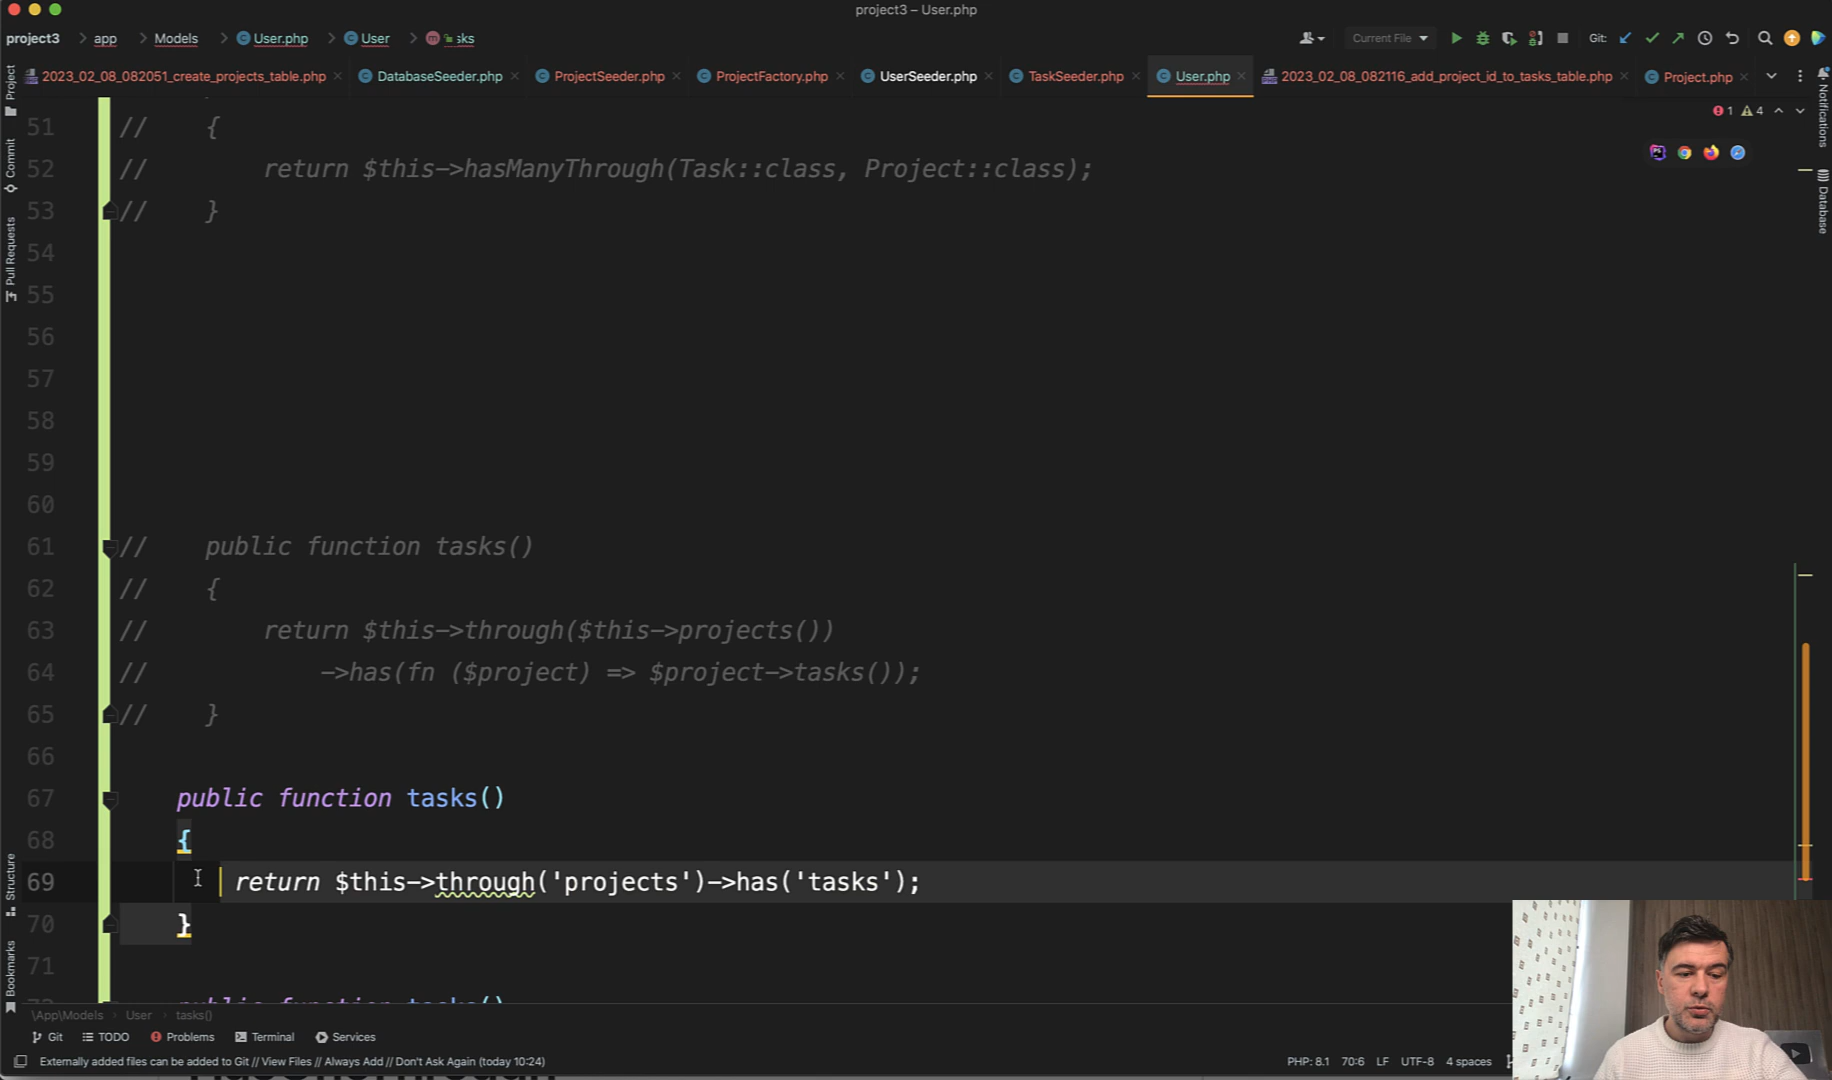 project3 – User.php
project3 > app > Models > User.php > User > sks
Current File
Git:
2023_02_08_082051_create_projects_table.php × DatabaseSeeder.php × ProjectSeeder.php × ProjectFactory.php × UserSeeder.php × TaskSeeder.php × User.php × 2023_02_08_082116_add_project_id_to_tasks_table.php × Project.php ×
1 4
Project
Commit
Pull Requests
Structure
Bookmarks
Notifications
Database
51 // {
52 // return $this->hasManyThrough(Task::class, Project::class);
53 // }
54
55
56
57
58
59
60
61 // public function tasks()
62 // {
63 // return $this->through($this->projects())
64 // ->has(fn ($project) => $project->tasks());
65 // }
66
67 public function tasks()
68 {
69 return $this->through('projects')->has('tasks');
70 }
71
public function tasks()
\App\Models > User > tasks()
Git TODO Problems Terminal Services
Externally added files can be added to Git // View Files // Always Add // Don't Ask Again (today 10:24)
PHP: 8.1 70:6 LF UTF-8 4 spaces